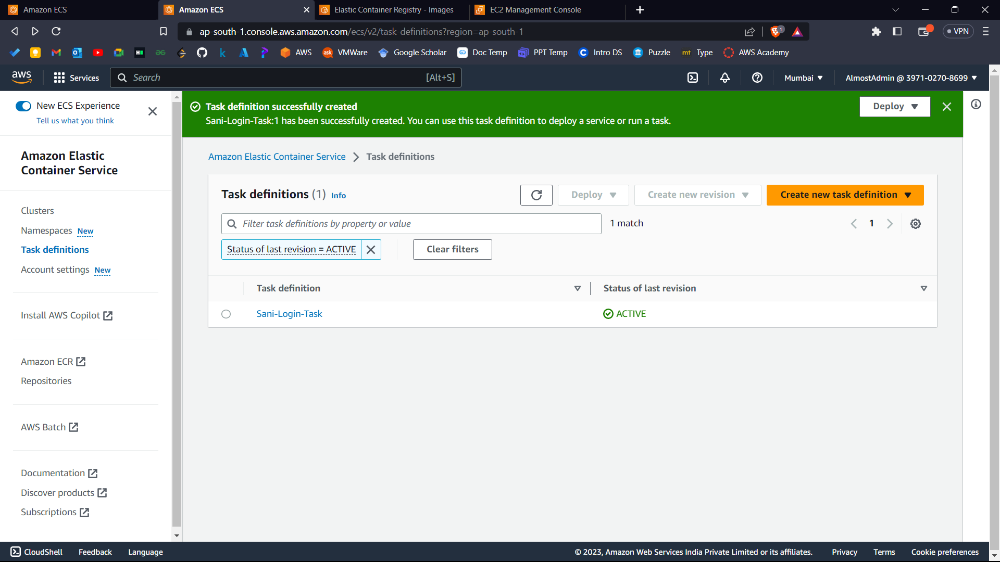 Amazon ECS
Amazon ECS
Elastic Container Registry - Images
EC2 Management Console
ap-south-1.console.aws.amazon.com/ecs/v2/task-definitions?region=ap-south-1
1
VPN
AWS
ask
VMWare
Google Scholar
Doc Temp
PPT Temp
Intro DS
Puzzle
mt
Type
AWS Academy
aws
Services
Search
[Alt+S]
Mumbai
AlmostAdmin @ 3971-0270-8699
New ECS Experience
Tell us what you think
Amazon Elastic
Container Service
Clusters
Namespaces New
Task definitions
Account settings New
Install AWS Copilot
Amazon ECR
Repositories
AWS Batch
Documentation
Discover products
Subscriptions
Task definition successfully created
Sani-Login-Task:1 has been successfully created. You can use this task definition to deploy a service or run a task.
Deploy
Amazon Elastic Container Service
Task definitions
Task definitions (1) Info
Deploy
Create new revision
Create new task definition
Filter task definitions by property or value
1 match
1
Status of last revision = ACTIVE
Clear filters
Task definition
Status of last revision
Sani-Login-Task
ACTIVE
CloudShell
Feedback
Language
© 2023, Amazon Web Services India Private Limited or its affiliates.
Privacy
Terms
Cookie preferences